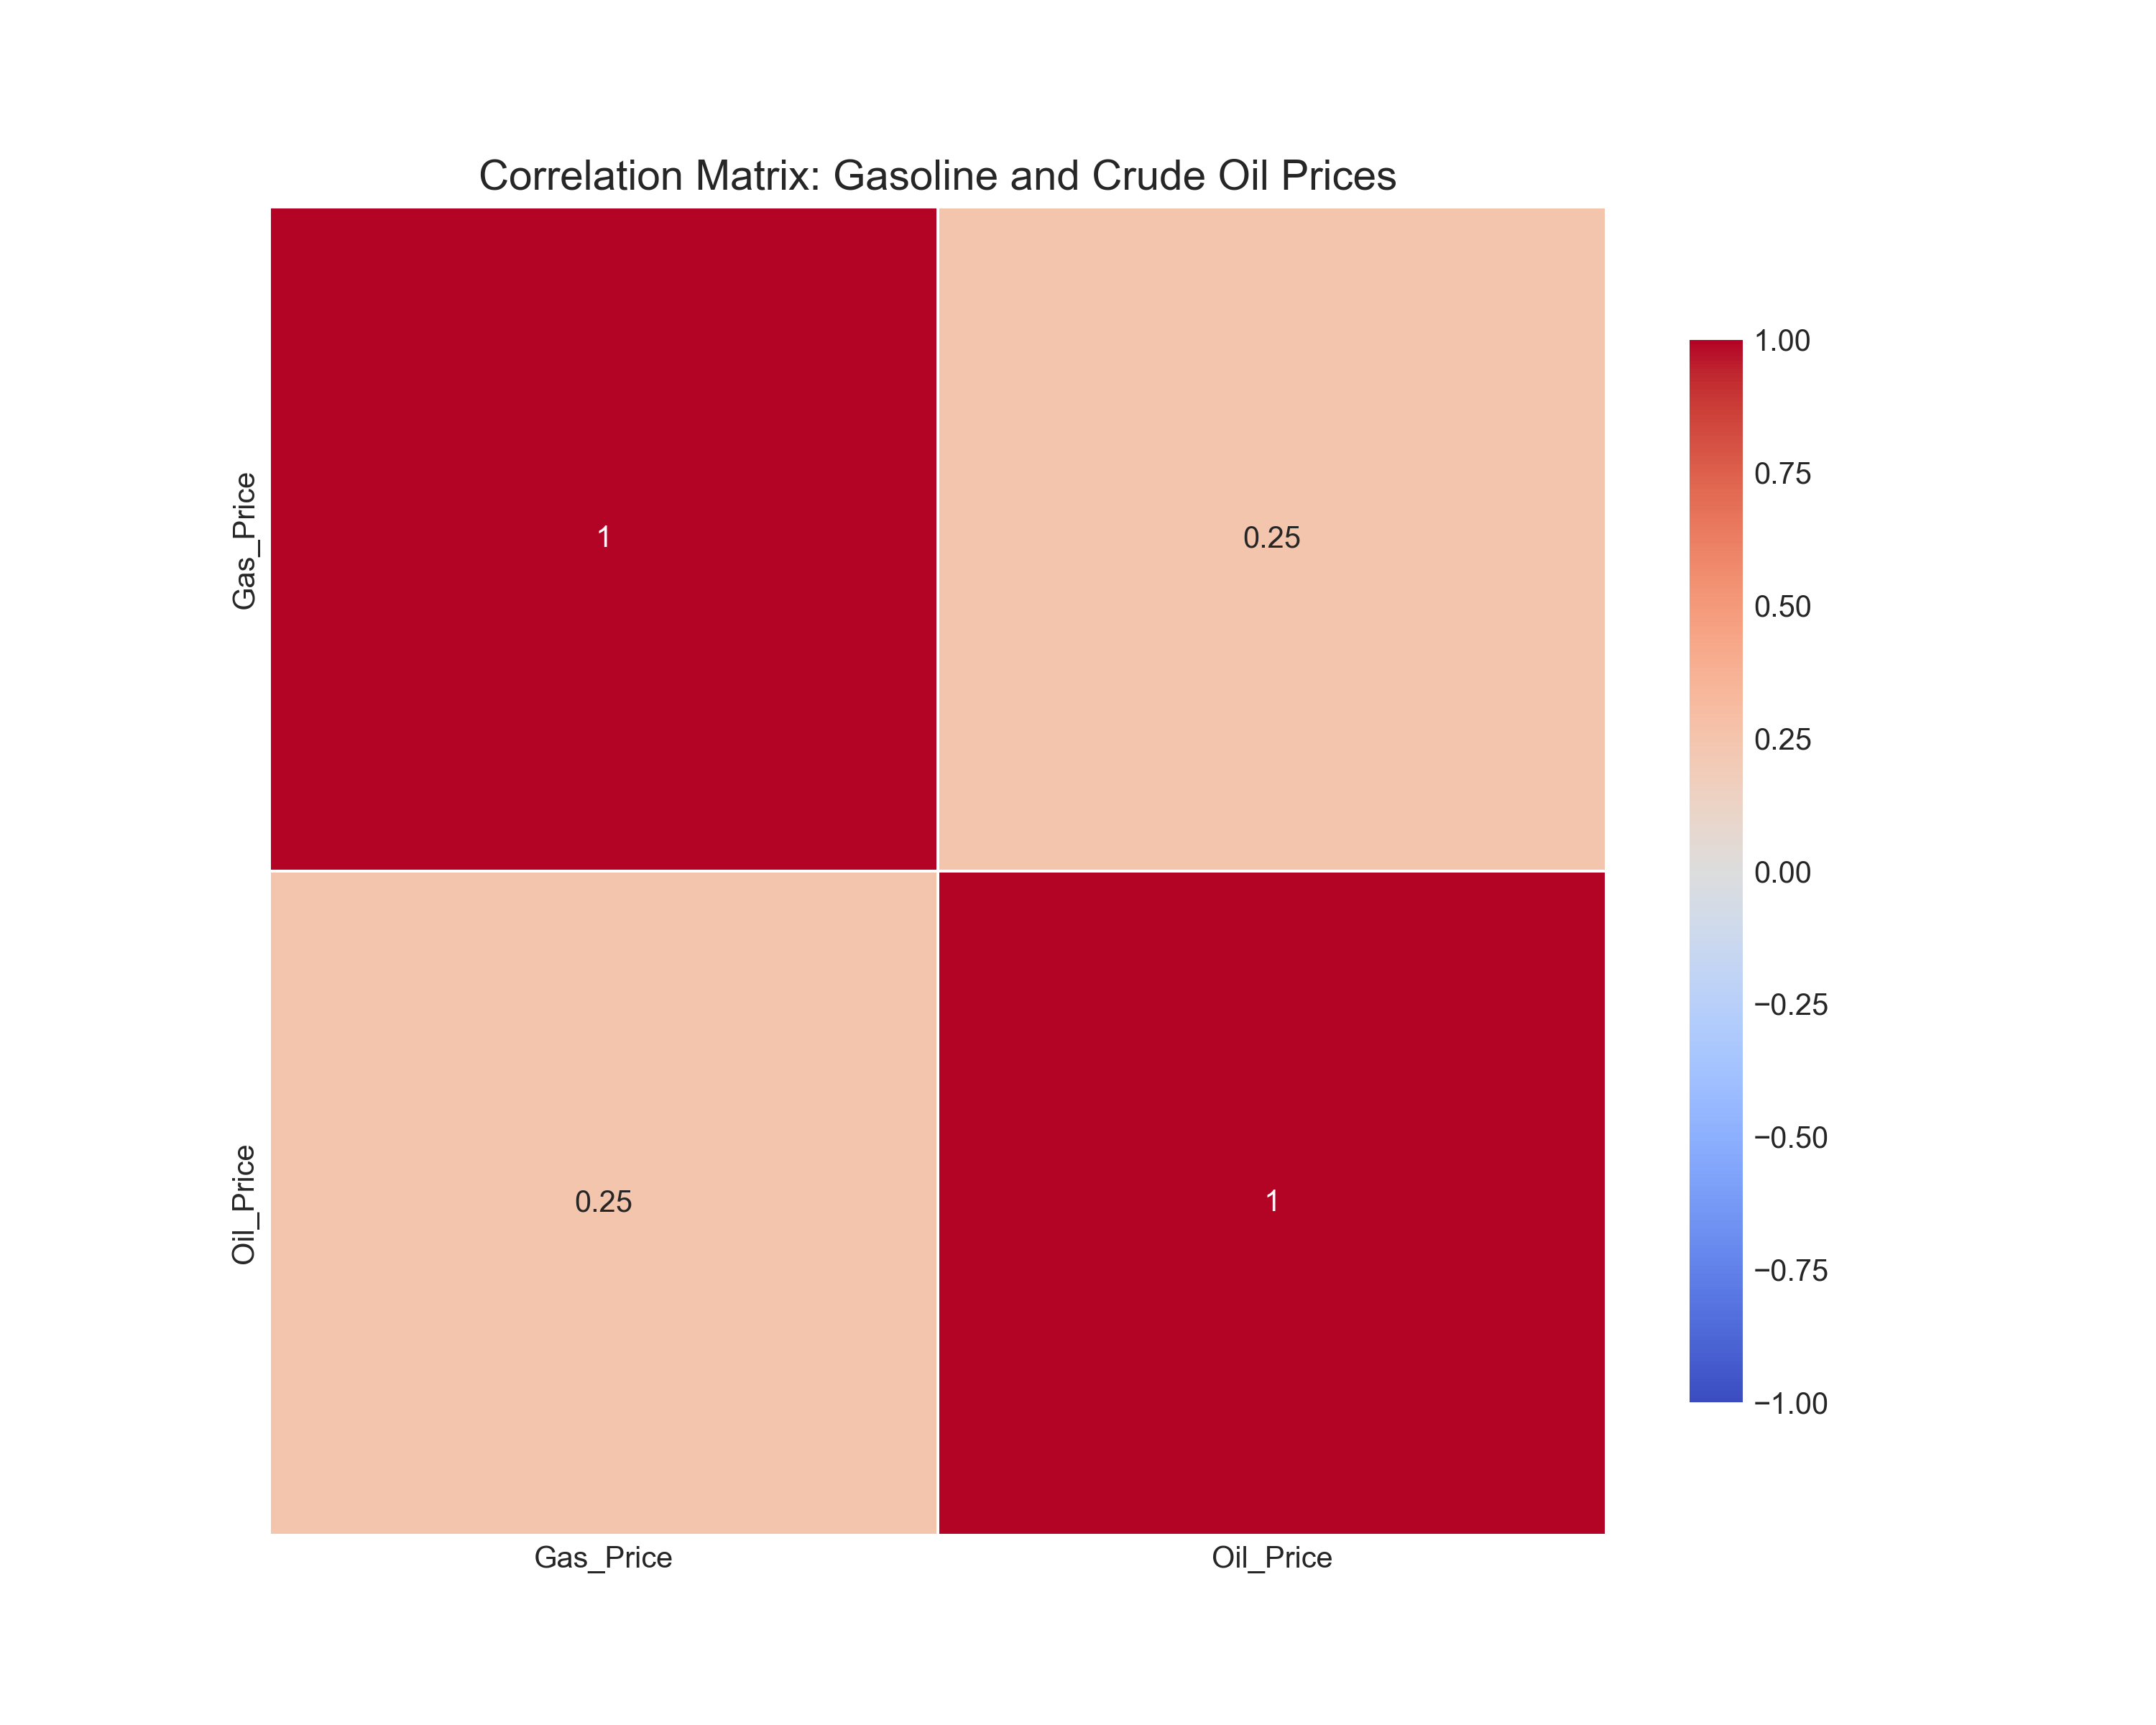 Correlation Matrix: Gasoline and Crude Oil Prices
Gas_Price
1
0.25
Oil_Price
0.25
1
Gas_Price
Oil_Price
1.00
0.75
0.50
0.25
0.00
−0.25
−0.50
−0.75
−1.00